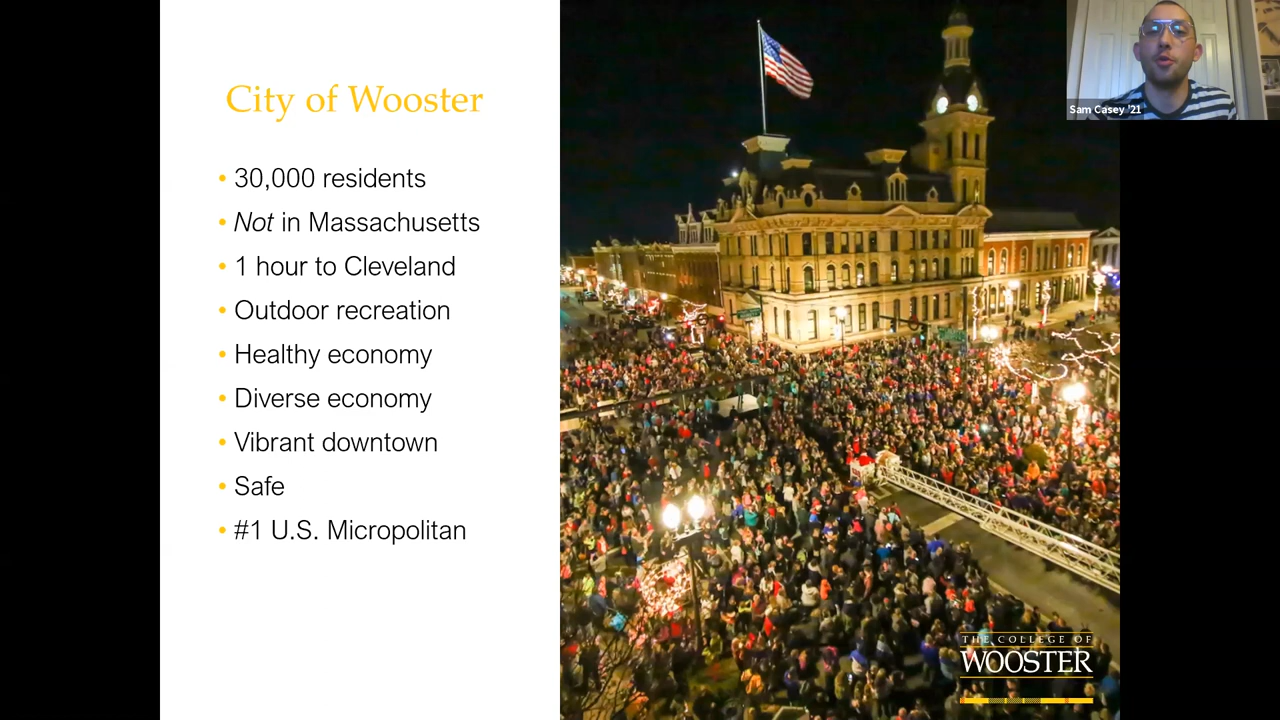 City of Wooster
• 30,000 residents
• Not in Massachusetts
• 1 hour to Cleveland
• Outdoor recreation
• Healthy economy
• Diverse economy
• Vibrant downtown
• Safe
• #1 U.S. Micropolitan
Sam Casey '21
THE COLLEGE OF
WOOSTER